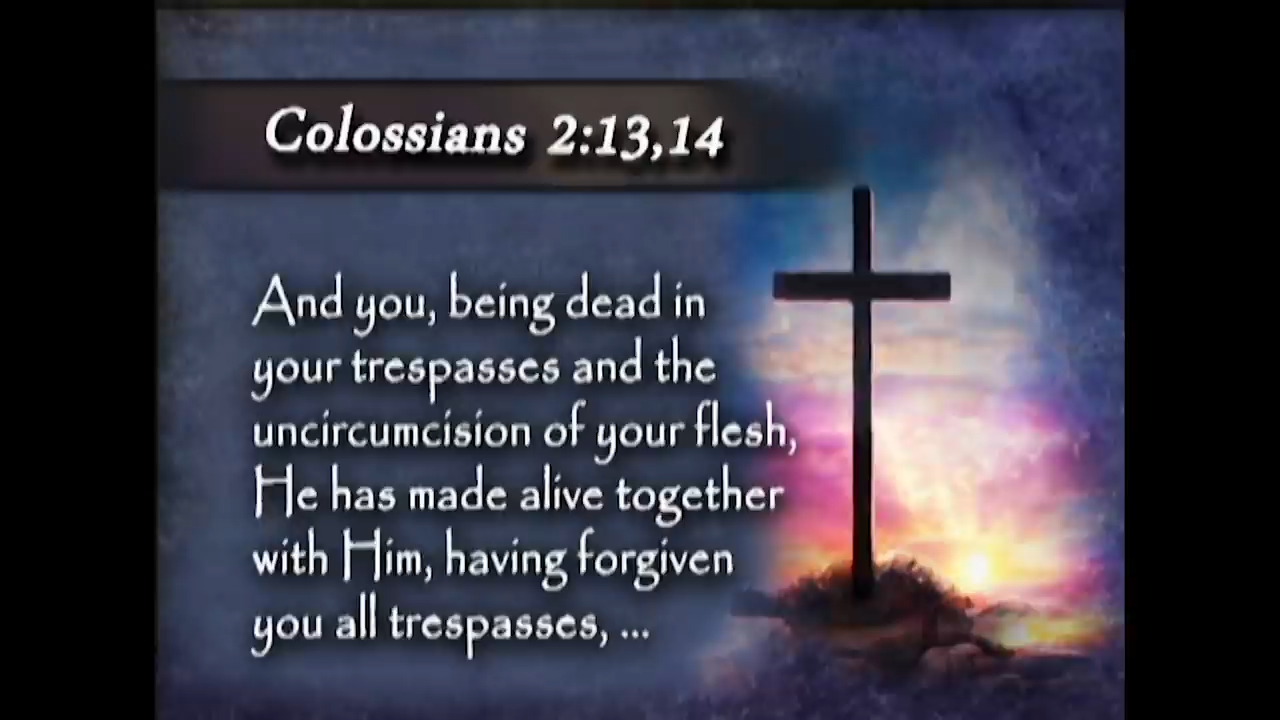 Colossians 2:13,14
And you, being dead in
your trespasses and the
uncircumcision of your flesh,
He has made alive together
with Him, having forgiven
you all trespasses, ...